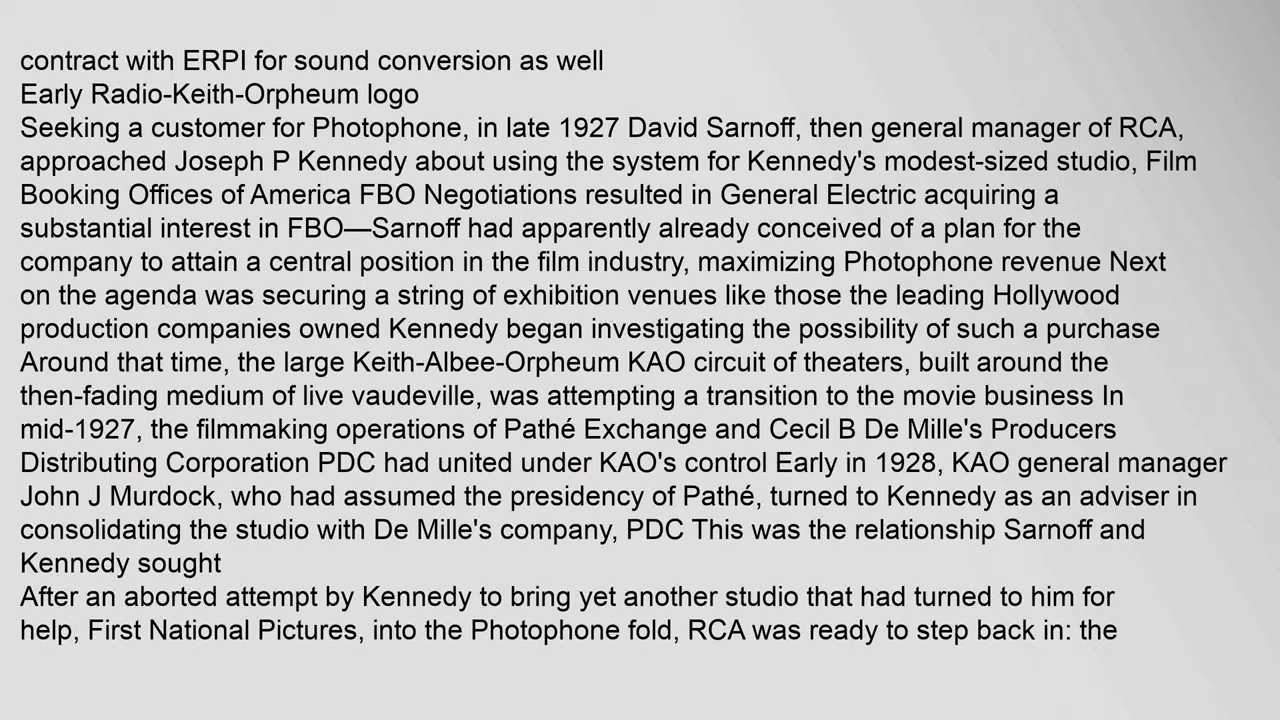 contract with ERPI for sound conversion as well
Early Radio-Keith-Orpheum logo
Seeking a customer for Photophone, in late 1927 David Sarnoff, then general manager of RCA,
approached Joseph P Kennedy about using the system for Kennedy's modest-sized studio, Film
Booking Offices of America FBO Negotiations resulted in General Electric acquiring a
substantial interest in FBO—Sarnoff had apparently already conceived of a plan for the
company to attain a central position in the film industry, maximizing Photophone revenue Next
on the agenda was securing a string of exhibition venues like those the leading Hollywood
production companies owned Kennedy began investigating the possibility of such a purchase
Around that time, the large Keith-Albee-Orpheum KAO circuit of theaters, built around the
then-fading medium of live vaudeville, was attempting a transition to the movie business In
mid-1927, the filmmaking operations of Pathé Exchange and Cecil B De Mille's Producers
Distributing Corporation PDC had united under KAO's control Early in 1928, KAO general manager
John J Murdock, who had assumed the presidency of Pathé, turned to Kennedy as an adviser in
consolidating the studio with De Mille's company, PDC This was the relationship Sarnoff and
Kennedy sought
After an aborted attempt by Kennedy to bring yet another studio that had turned to him for
help, First National Pictures, into the Photophone fold, RCA was ready to step back in: the